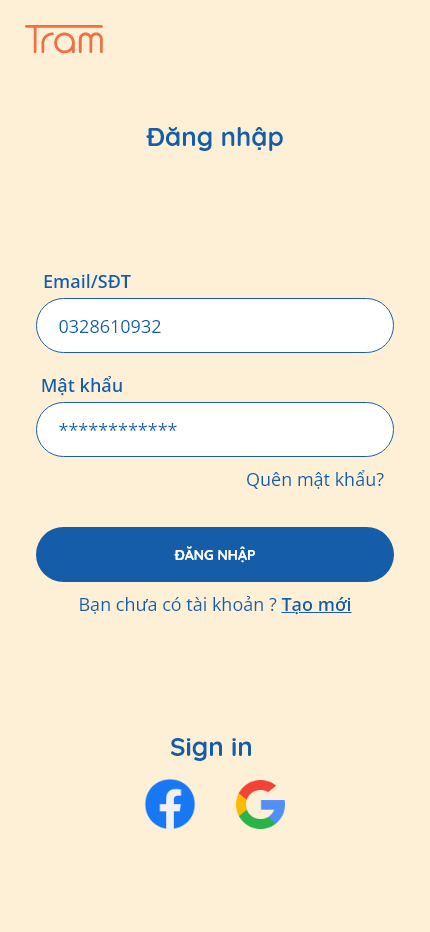 Tram
Đăng nhập
Email/SĐT
0328610932
Mật khẩu
************
Quên mật khẩu?
ĐĂNG NHẬP
Bạn chưa có tài khoản ? Tạo mới
Sign in